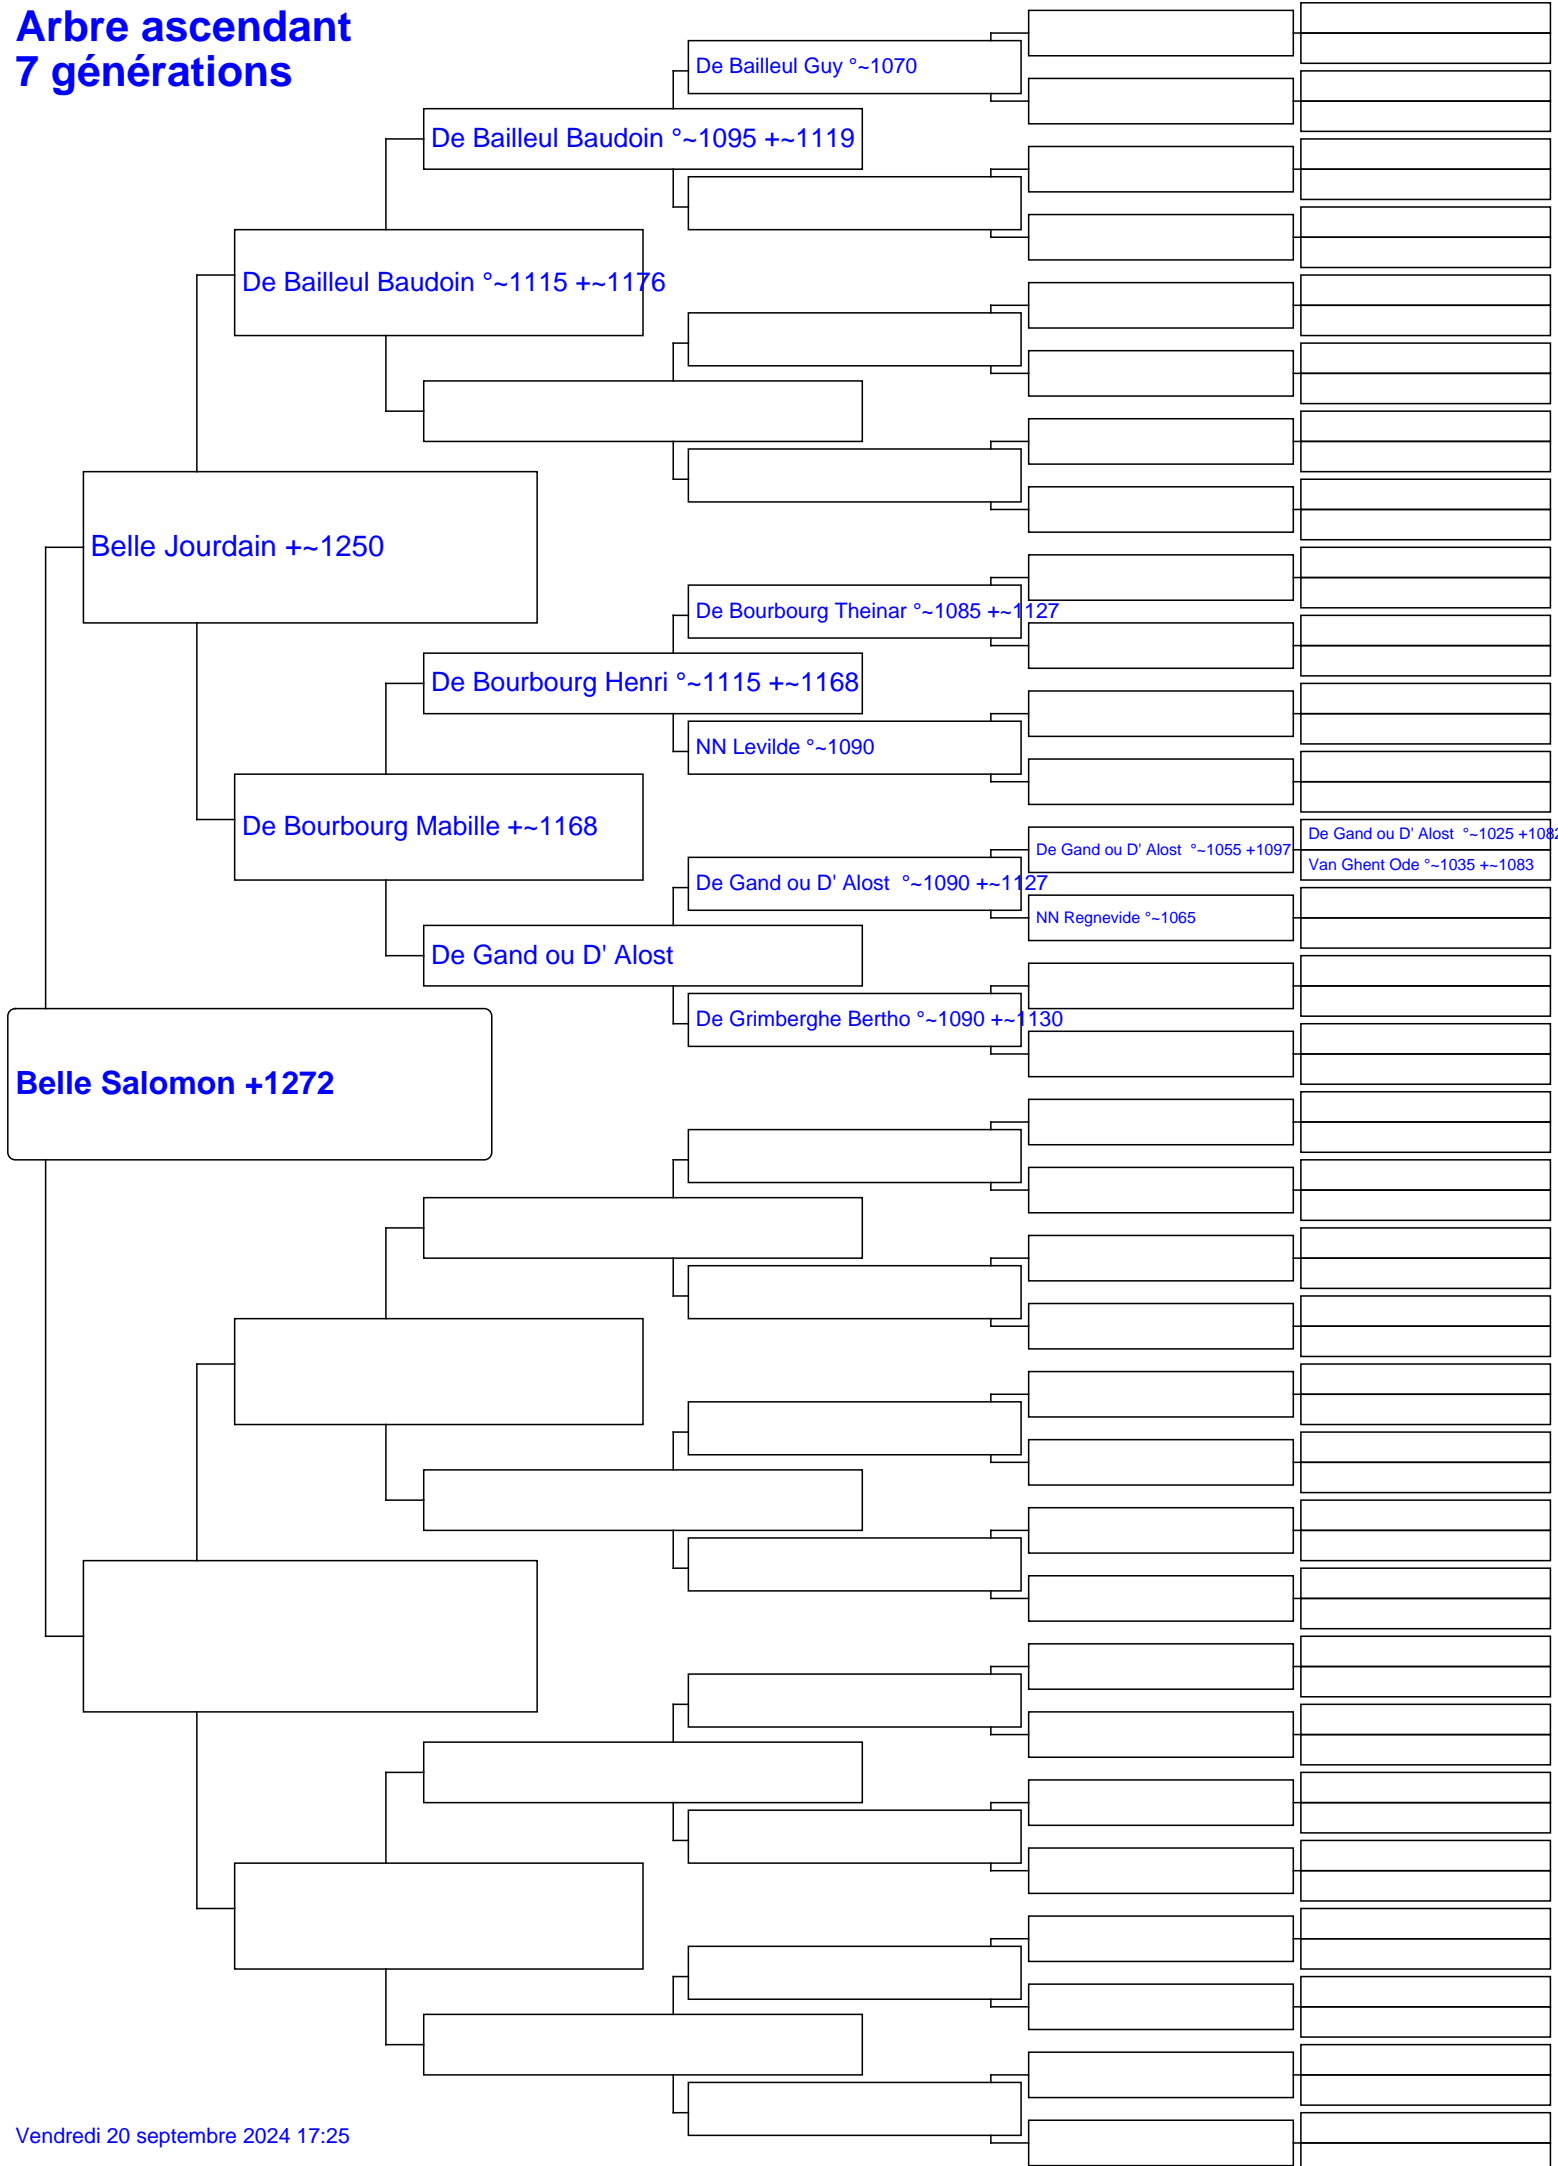 Arbre ascendant
7 générations
De Bailleul Guy °~1070
De Bailleul Baudoin °~1095 +~1119
De Bailleul Baudoin °~1115 +~1176
Belle Jourdain +~1250
De Bourbourg Theinar °~1085 +~1127
De Bourbourg Henri °~1115 +~1168
NN Levilde °~1090
De Bourbourg Mabille +~1168
De Gand ou D' Alost  °~1025 +1082
De Gand ou D' Alost  °~1055 +1097
Van Ghent Ode °~1035 +~1083
De Gand ou D' Alost  °~1090 +~1127
NN Regnevide °~1065
De Gand ou D' Alost
De Grimberghe Bertho °~1090 +~1130
Belle Salomon +1272
Vendredi 20 septembre 2024 17:25